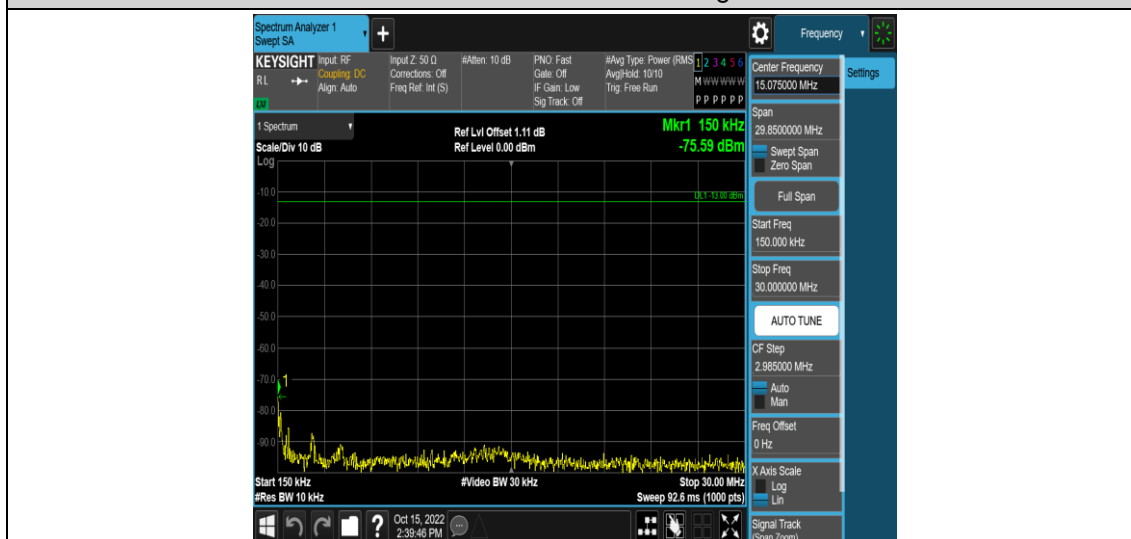 Spectrum Analyzer 1
Swept SA
+
Frequency
KEYSIGHT
Input: RF
Input Z: 50 Ω
#Atten: 10 dB
PNO: Fast
#Avg Type: Power (RMS
1 2 3 4 5 6
RL
Coupling: DC
Corrections: Off
Gate: Off
Avg|Hold: 10/10
M W W W W W
Align: Auto
Freq Ref: Int (S)
IF Gain: Low
Trig: Free Run
Sig Track: Off
P P P P P P
1 Spectrum
Ref Lvl Offset 1.11 dB
Mkr1 150 kHz
Scale/Div 10 dB
Ref Level 0.00 dBm
-75.59 dBm
Log
DL1 -13.00 dBm
-10.0
-20.0
-30.0
-40.0
-50.0
-60.0
-70.0
1
-80.0
-90.0
Start 150 kHz
#Video BW 30 kHz
Stop 30.00 MHz
#Res BW 10 kHz
Sweep 92.6 ms (1000 pts)
?
Oct 15, 2022
2:39:46 PM
Center Frequency
15.075000 MHz
Settings
Span
29.8500000 MHz
Swept Span
Zero Span
Full Span
Start Freq
150.000 kHz
Stop Freq
30.000000 MHz
AUTO TUNE
CF Step
2.985000 MHz
Auto
Man
Freq Offset
0 Hz
X Axis Scale
Log
Lin
Signal Track
(Span Zoom)